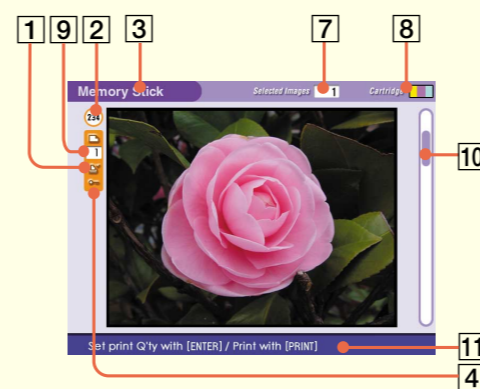 1 9 2 3 7 8
Memory Stick Selected Images 1 Cartridge
234
1
10
Set print Q'ty with [ENTER] / Print with [PRINT]
11
4